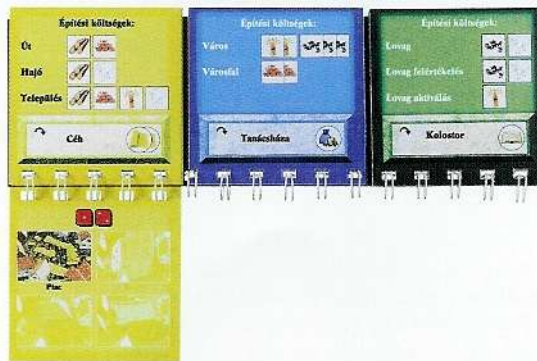 Építési költségek:
Út
Hajó
Település
Céh
Piac
Építési költségek:
Város
Városfal
Tanácsháza
Építési költségek:
Lovag
Lovag felértékelés
Lovag aktiválás
Kolostor